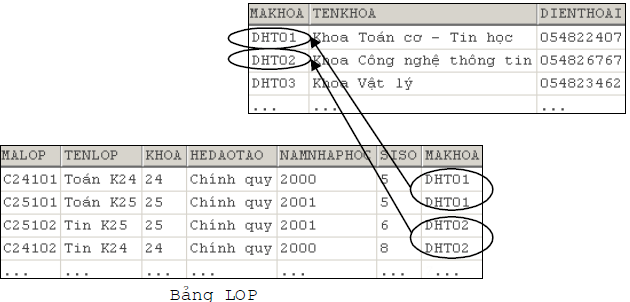 MAKHOA TENKHOA DIENTHOAI
DHT01 Khoa Toán cơ - Tin học 054822407
DHT02 Khoa Công nghệ thông tin 054826767
DHT03 Khoa Vật lý 054823462
... ... ...
MALOP TENLOP KHOA HEDAOTAO NAMNHAPHOC SISO MAKHOA
C24101 Toán K24 24 Chính quy 2000 5 DHT01
C25101 Toán K25 25 Chính quy 2001 5 DHT01
C25102 Tin K25 25 Chính quy 2001 6 DHT02
C24102 Tin K24 24 Chính quy 2000 8 DHT02
... ... ... ... ... ... ...
Bảng LOP